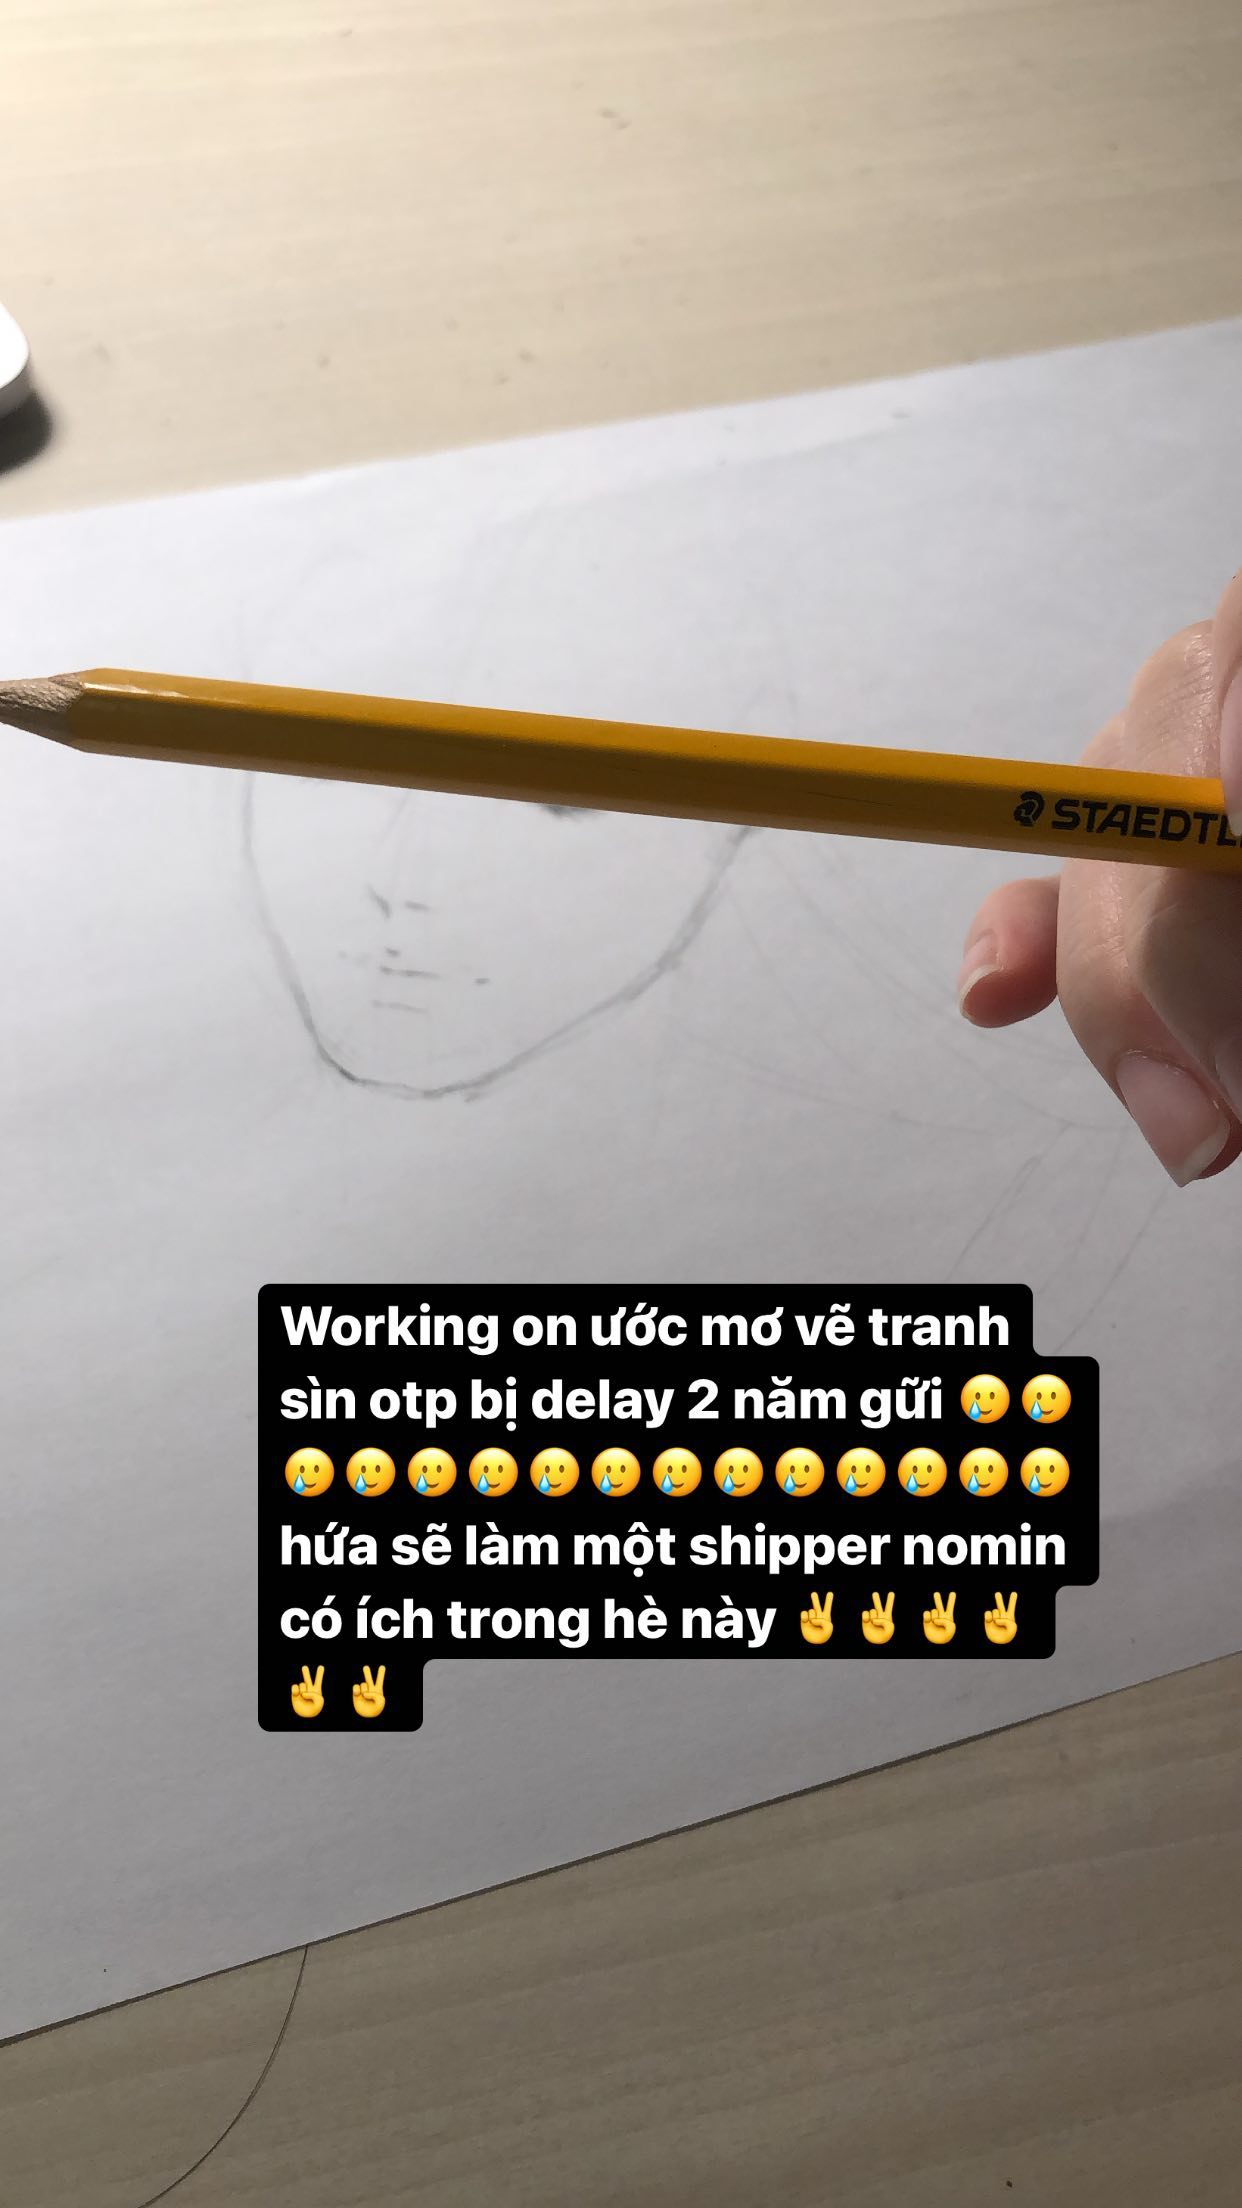 STAEDTL
Working on ước mơ vẽ tranh
sìn otp bị delay 2 năm gữi 🥲🥲
🥲🥲🥲🥲🥲🥲🥲🥲🥲🥲🥲🥲🥲
hứa sẽ làm một shipper nomin
có ích trong hè này ✌️✌️✌️✌️
✌️✌️